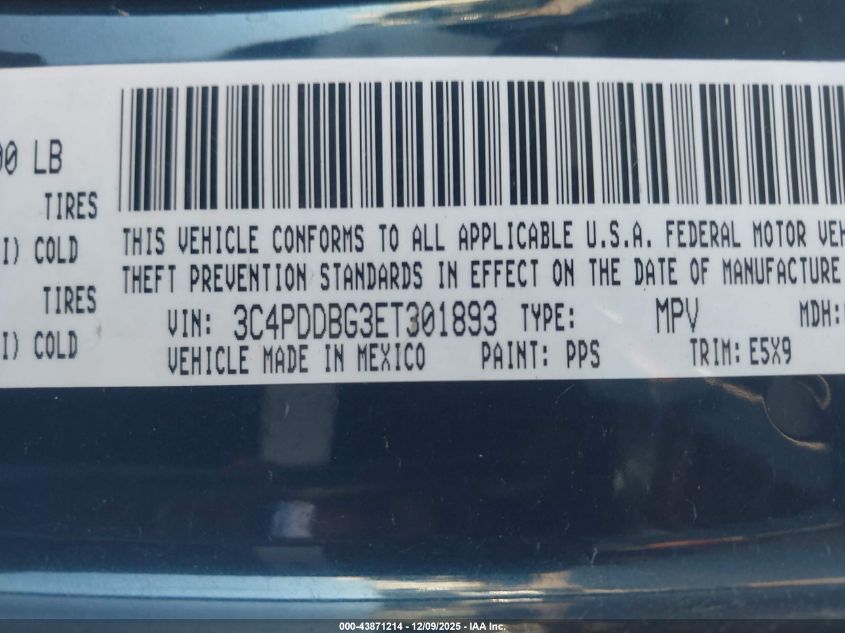 00 LB
TIRES
I) COLD
TIRES
I) COLD
THIS VEHICLE CONFORMS TO ALL APPLICABLE U.S.A. FEDERAL MOTOR VEH
THEFT PREVENTION STANDARDS IN EFFECT ON THE DATE OF MANUFACTURE
VIN: 3C4PDDBG3ET301893 TYPE: MPV MDH:
VEHICLE MADE IN MEXICO PAINT: PPS TRIM: E5X9
000-43871214 - 12/09/2025 - IAA Inc.